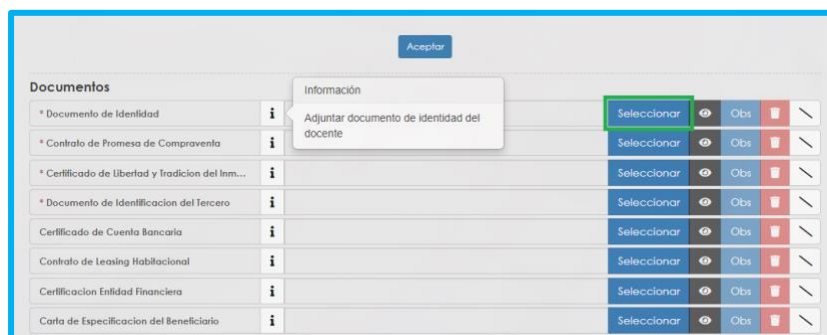 Aceptar
Documentos
Información
* Documento de Identidad i Adjuntar documento de identidad del docente Seleccionar Obs
* Contrato de Promesa de Compraventa i Seleccionar Obs
* Certificado de Libertad y Tradicion del Inm... i Seleccionar Obs
* Documento de Identificacion del Tercero i Seleccionar Obs
Certificado de Cuenta Bancaria i Seleccionar Obs
Contrato de Leasing Habitacional i Seleccionar Obs
Certificacion Entidad Financiera i Seleccionar Obs
Carta de Especificacion del Beneficiario i Seleccionar Obs